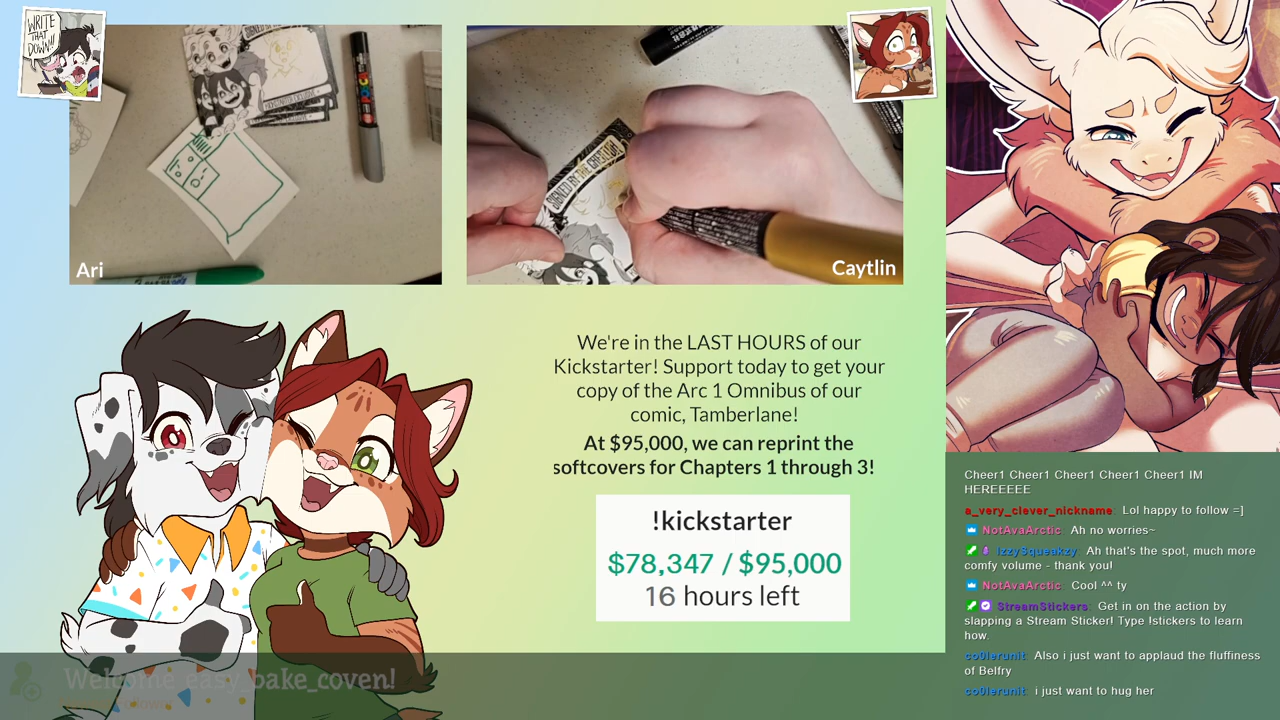 WRITE
THAT
DOWN!!!
POSCA
Ari
SIGNED BY THE CREATOR
Caytlin
We're in the LAST HOURS of our
Kickstarter! Support today to get your
copy of the Arc 1 Omnibus of our
comic, Tamberlane!
At $95,000, we can reprint the
softcovers for Chapters 1 through 3!
!kickstarter
$78,347 / $95,000
16 hours left
Welcome easy_bake_coven!
Cheer1 Cheer1 Cheer1 Cheer1 Cheer1 IM
HEREEEEE
a_very_clever_nickname: Lol happy to follow =]
NotAvaArctic: Ah no worries~
IzzySqueakzy: Ah that's the spot, much more
comfy volume - thank you!
NotAvaArctic: Cool ^^ ty
StreamStickers: Get in on the action by
slapping a Stream Sticker! Type !stickers to learn
how.
co0lerunit: Also i just want to applaud the fluffiness
of Belfry
co0lerunit: i just want to hug her